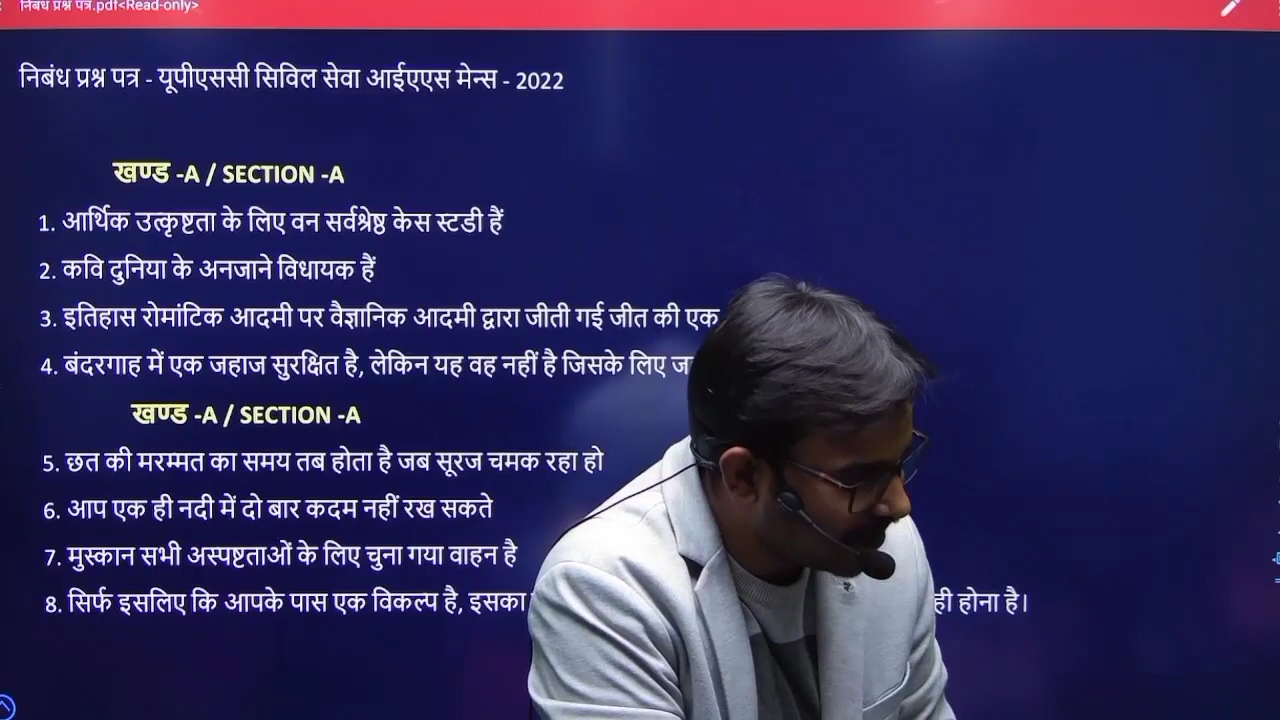 निबंध प्रश्न पत्र.pdf<Read-only>
निबंध प्रश्न पत्र - यूपीएससी सिविल सेवा आईएएस मेन्स - 2022
खण्ड -A / SECTION -A
1. आर्थिक उत्कृष्टता के लिए वन सर्वश्रेष्ठ केस स्टडी हैं
2. कवि दुनिया के अनजाने विधायक हैं
3. इतिहास रोमांटिक आदमी पर वैज्ञानिक आदमी द्वारा जीती गई जीत की एक
4. बंदरगाह में एक जहाज सुरक्षित है, लेकिन यह वह नहीं है जिसके लिए
खण्ड -A / SECTION -A
5. छत की मरम्मत का समय तब होता है जब सूरज चमक रहा हो
6. आप एक ही नदी में दो बार कदम नहीं रख सकते
7. मुस्कान सभी अस्पष्टताओं के लिए चुना गया वाहन है
8. सिर्फ इसलिए कि आपके पास एक विकल्प है, इसका ही होना है।